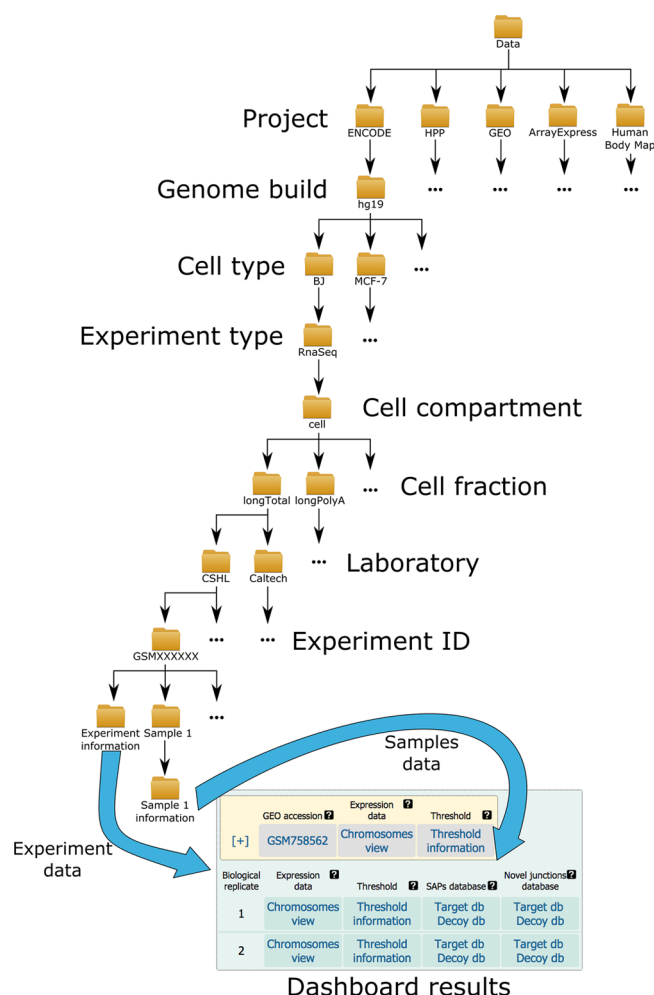 Data
Project
ENCODE HPP GEO ArrayExpress Human
Body Map
... ... ... ...
Genome build
hg19
Cell type
BJ MCF-7 ...
Experiment type
RnaSeq ...
Cell compartment
cell
longTotal longPolyA ... Cell fraction
CSHL Caltech ... Laboratory
GSMXXXXXX ... ... Experiment ID
Experiment
information
Sample 1 ...
Samples
data
Sample 1
information
Experiment
data
GEO accession ? Expression
data ? Threshold ?
[+] GSM758562 Chromosomes
view Threshold
information
Biological
replicate Expression
data ? Threshold ? SAPs database ? Novel junctions ?
database
1 Chromosomes
view Threshold
information Target db
Decoy db Target db
Decoy db
2 Chromosomes
view Threshold
information Target db
Decoy db Target db
Decoy db
Dashboard results